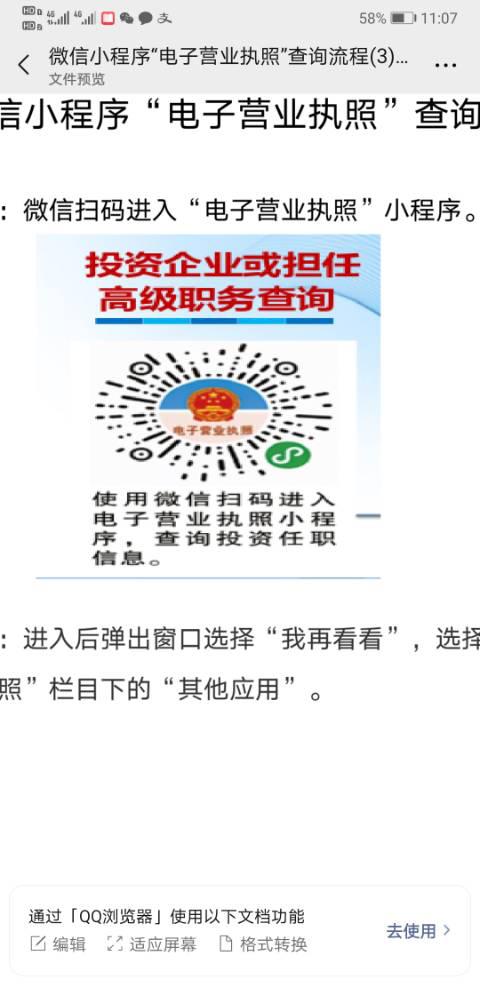 58% 11:07
微信小程序“电子营业执照”查询流程(3)...
文件预览
信小程序“电子营业执照”查询
：微信扫码进入“电子营业执照”小程序。
投资企业或担任
高级职务查询
电子营业执照
使用微信扫码进入
电子营业执照小程
序，查询投资任职
信息。
：进入后弹出窗口选择“我再看看”，选择
照”栏目下的“其他应用”。
通过「QQ浏览器」使用以下文档功能
编辑 适应屏幕 格式转换
去使用